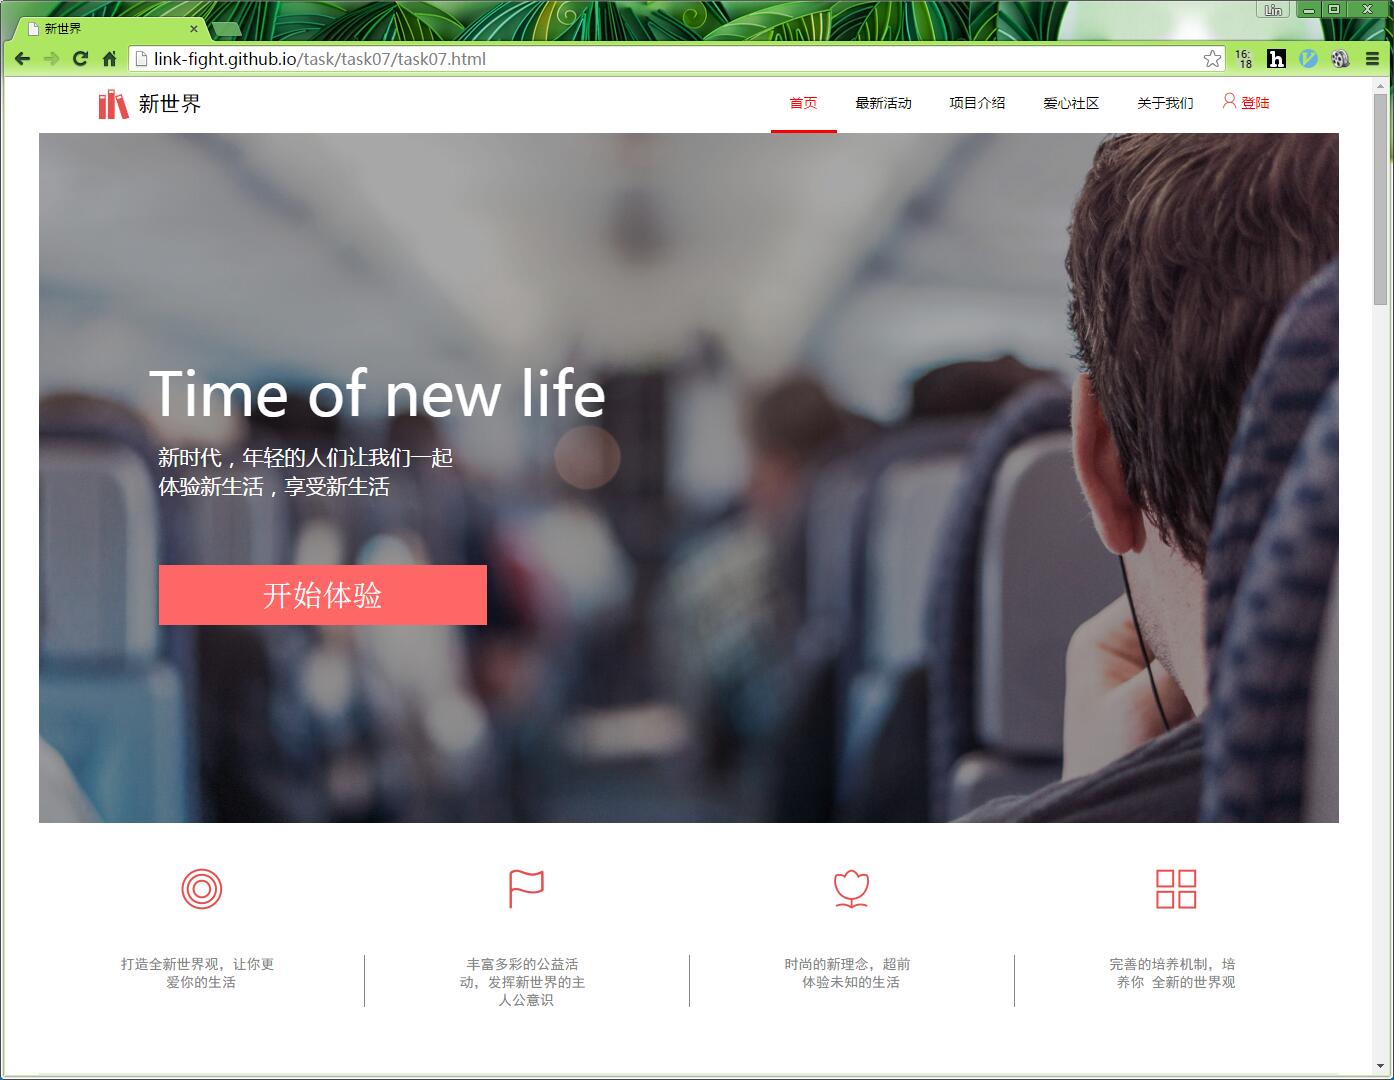 新世界
Lin
link-fight.github.io/task/task07/task07.html
16:
18
h
新世界
首页
最新活动
项目介绍
爱心社区
关于我们
登陆
Time of new life
新时代，年轻的人们让我们一起
体验新生活，享受新生活
开始体验
打造全新世界观，让你更
爱你的生活
丰富多彩的公益活
动，发挥新世界的主
人公意识
时尚的新理念，超前
体验未知的生活
完善的培养机制，培
养你 全新的世界观